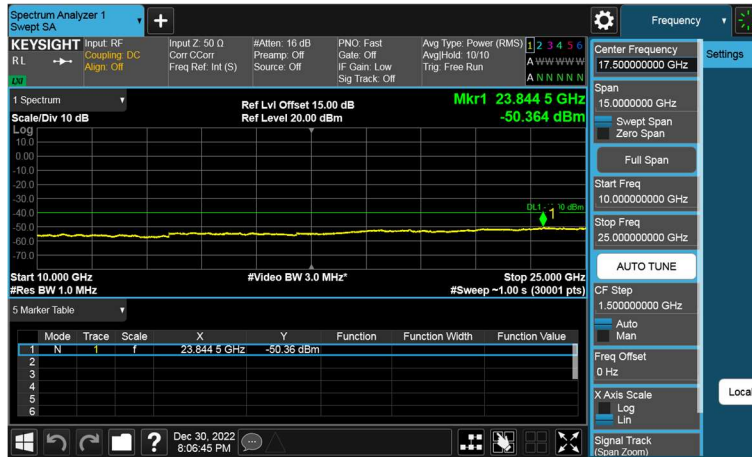 Spectrum Analyzer 1
Swept SA
Frequency
KEYSIGHT
RL
LXI
Input: RF
Coupling: DC
Align: Off
Input Z: 50 Ω
Corr CCorr
Freq Ref: Int (S)
#Atten: 16 dB
Preamp: Off
Source: Off
PNO: Fast
Gate: Off
IF Gain: Low
Sig Track: Off
Avg Type: Power (RMS)
Avg|Hold: 10/10
Trig: Free Run
1 2 3 4 5 6
A W W W W W
A N N N N N
1 Spectrum
Scale/Div 10 dB
Ref Lvl Offset 15.00 dB
Ref Level 20.00 dBm
Mkr1 23.844 5 GHz
-50.364 dBm
Log
10.0
0.00
-10.0
-20.0
-30.0
-40.0
-50.0
-60.0
-70.0
1
Start 10.000 GHz
#Res BW 1.0 MHz
#Video BW 3.0 MHz*
Stop 25.000 GHz
#Sweep ~1.00 s (30001 pts)
5 Marker Table
Mode Trace Scale X Y Function Function Width Function Value
1 N 1 f 23.844 5 GHz -50.36 dBm
2
3
4
5
6
Dec 30, 2022
8:06:45 PM
Center Frequency
17.500000000 GHz
Settings
Span
15.0000000 GHz
Swept Span
Zero Span
Full Span
Start Freq
10.000000000 GHz
Stop Freq
25.000000000 GHz
AUTO TUNE
CF Step
1.500000000 GHz
Auto
Man
Freq Offset
0 Hz
X Axis Scale
Log
Lin
Local
Signal Track
(Span Zoom)